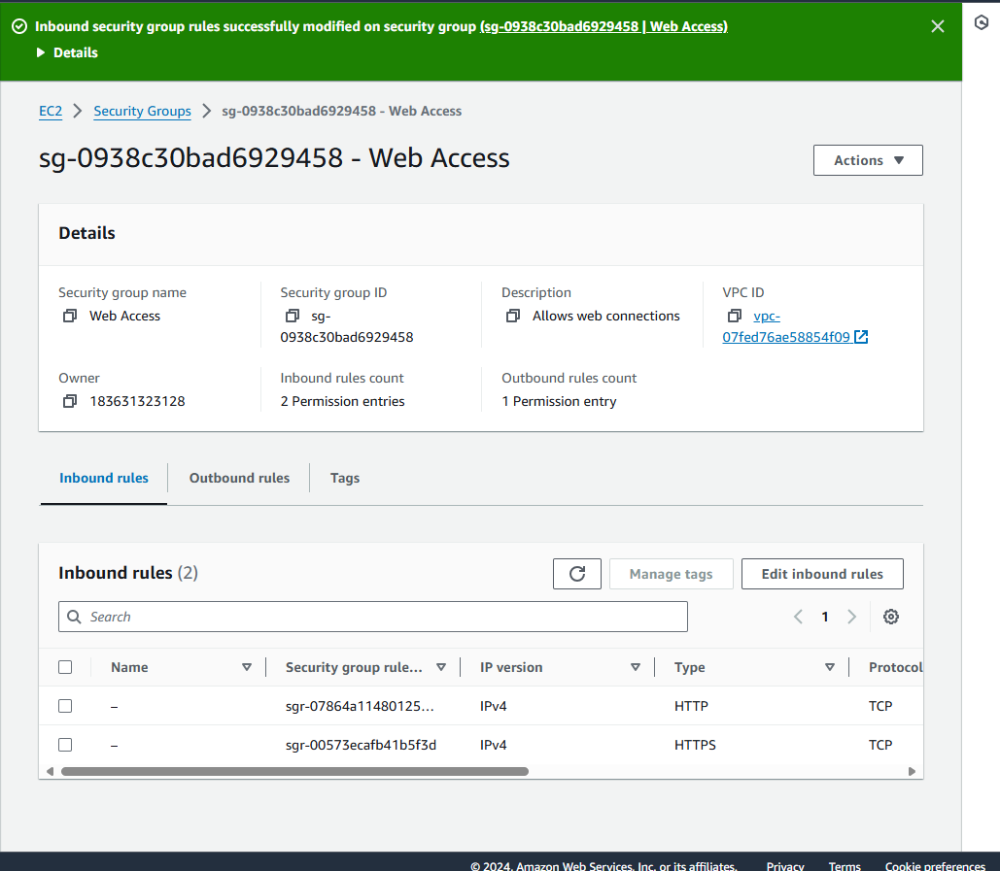 Inbound security group rules successfully modified on security group (sg-0938c30bad6929458 | Web Access)
Details
EC2 Security Groups sg-0938c30bad6929458 - Web Access
sg-0938c30bad6929458 - Web Access
Actions
Details
Security group name
Web Access
Security group ID
sg-
0938c30bad6929458
Description
Allows web connections
VPC ID
vpc-
07fed76ae58854f09
Owner
183631323128
Inbound rules count
2 Permission entries
Outbound rules count
1 Permission entry
Inbound rules Outbound rules Tags
Inbound rules (2)
Manage tags Edit inbound rules
Search
1
Name Security group rule... IP version Type Protocol
– sgr-07864a11480125... IPv4 HTTP TCP
– sgr-00573ecafb41b5f3d IPv4 HTTPS TCP
© 2024, Amazon Web Services, Inc. or its affiliates. Privacy Terms Cookie preferences